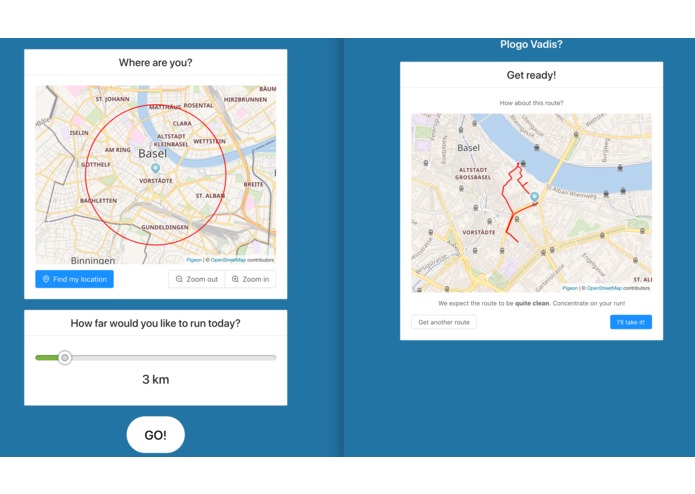 Where are you?
BÄUM
ST. JOHANN
MATTHÄUS
ROSENTAL
HIRZBRUNNEN
CLARA
ISELIN
ALTSTADT
KLEINBASEL
WETTSTEIN
AM RING
Basel
GOTTHELF
VORSTÄDTE
BREITE
ST. ALBAN
BACHLETTEN
GUNDELDINGEN
Binningen
Pigeon | © OpenStreetMap contributors
Find my location
Zoom out
Zoom in
How far would you like to run today?
3 km
GO!
Plogo Vadis?
Get ready!
How about this route?
Basel
ALTSTADT
GROSSBASEL
St.Alban-Rheinweg
VORSTÄDTE
ST. ALI
Pigeon | © OpenStreetMap contributors
We expect the route to be quite clean. Concentrate on your run!
Get another route
I'll take it!